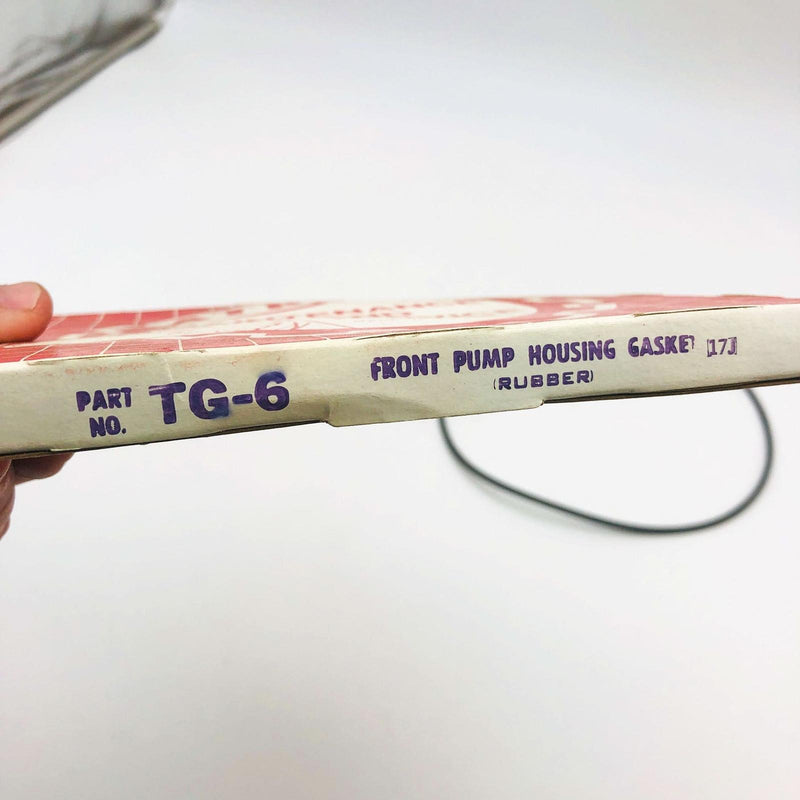 PART NO. TG-6
FRONT PUMP HOUSING GASKET [17]
(RUBBER)